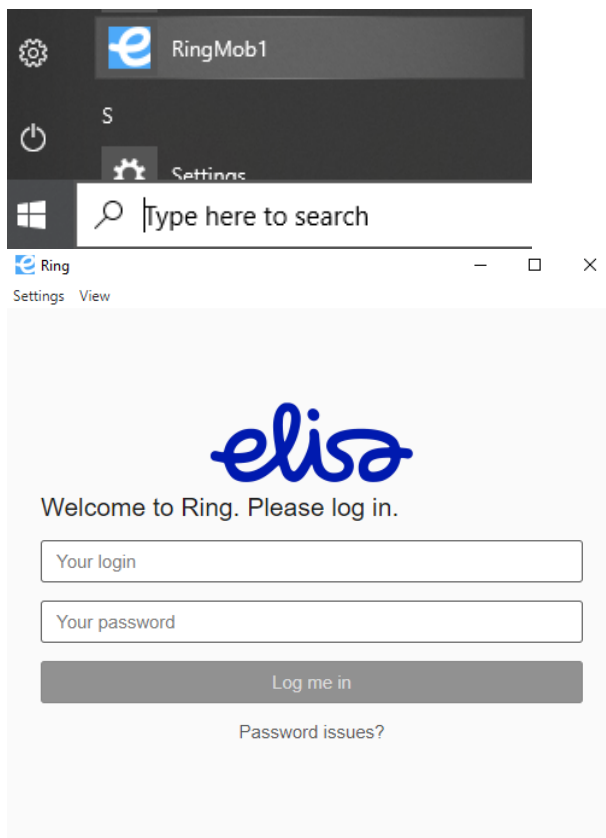 RingMob1
S
Settings
Type here to search
Ring
Settings View
elisa
Welcome to Ring. Please log in.
Your login
Your password
Log me in
Password issues?